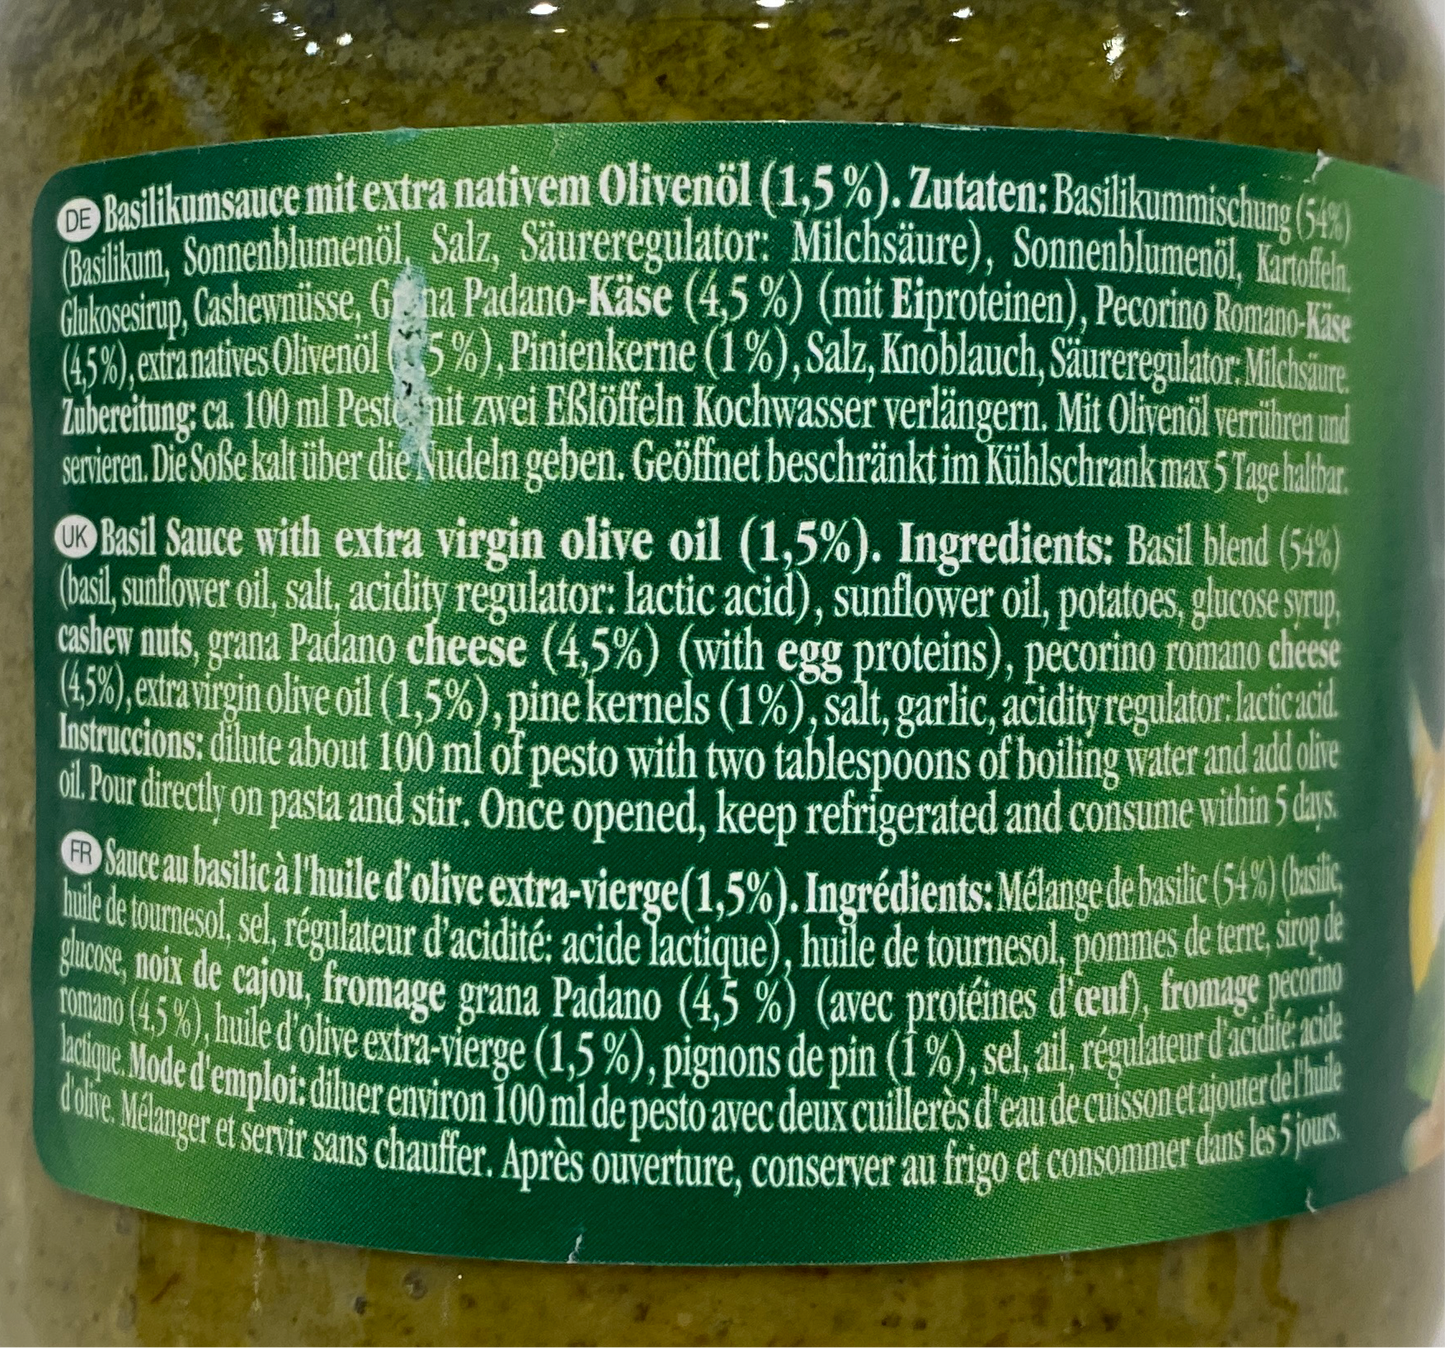 DE Basilikumsauce mit extra nativem Olivenöl (1,5 %). Zutaten: Basilikummischung (54%)
(Basilikum, Sonnenblumenöl, Salz, Säureregulator: Milchsäure), Sonnenblumenöl, Kartoffeln,
Glukosesirup, Cashewnüsse, Padano-Käse (4,5 %) (mit Eiproteinen), Pecorino Romano-Käse
(4,5%), extra natives Olivenöl 5 %), Pinienkerne (1 %), Salz, Knoblauch, Säureregulator: Milchsäure.
Zubereitung: ca. 100 ml Pesto mit zwei Eßlöffeln Kochwasser verlängern. Mit Olivenöl verrühren und
servieren. Die Soße kalt über die Nudeln geben. Geöffnet beschränkt im Kühlschrank max 5 Tage haltbar.
UK Basil Sauce with extra virgin olive oil (1,5%). Ingredients: Basil blend (54%)
(basil, sunflower oil, salt, acidity regulator: lactic acid), sunflower oil, potatoes, glucose syrup,
cashew nuts, grana Padano cheese (4,5%) (with egg proteins), pecorino romano cheese
(4,5%), extra virgin olive oil (1,5%), pine kernels (1%), salt, garlic, acidity regulator: lactic acid.
Instruccions: dilute about 100 ml of pesto with two tablespoons of boiling water and add olive
oil. Pour directly on pasta and stir. Once opened, keep refrigerated and consume within 5 days.
FR Sauce au basilic à l'huile d'olive extra-vierge(1,5%). Ingrédients: Mélange de basilic (54%) (basilic,
huile de tournesol, sel, régulateur d'acidité: acide lactique), huile de tournesol, pommes de terre, sirop de
glucose, noix de cajou, fromage grana Padano (4,5 %) (avec protéines d'œuf), fromage pecorino
romano (4,5 %), huile d'olive extra-vierge (1,5 %), pignons de pin (1 %), sel, ail, régulateur d'acidité: acide
lactique. Mode d'emploi: diluer environ 100 ml de pesto avec deux cuillerès d'eau de cuisson et ajouter de l'huile
d'olive. Mélanger et servir sans chauffer. Après ouverture, conserver au frigo et consommer dans les 5 jours.